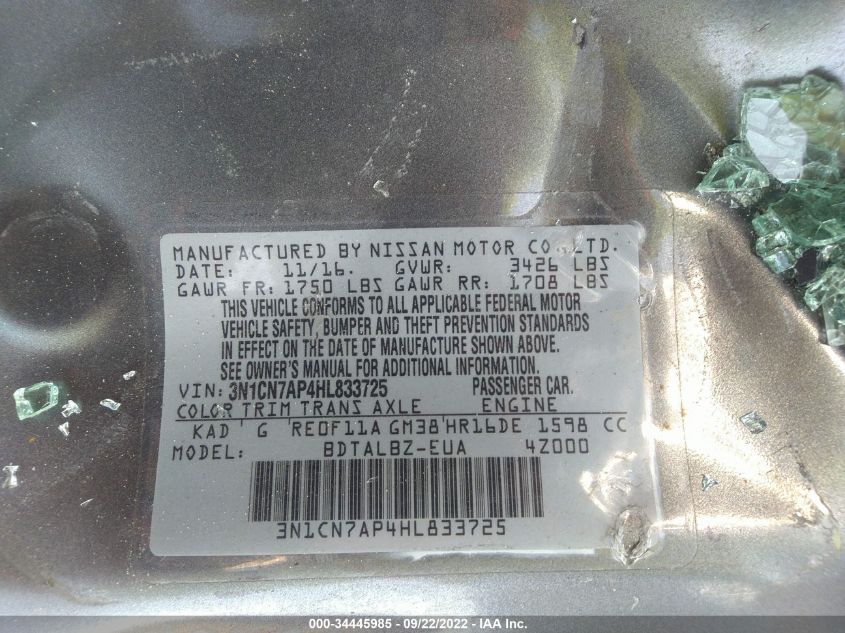 MANUFACTURED BY NISSAN MOTOR CO., LTD.
DATE: 11/16. GVWR: 3426 LBS
GAWR FR: 1750 LBS GAWR RR: 1708 LBS
THIS VEHICLE CONFORMS TO ALL APPLICABLE FEDERAL MOTOR
VEHICLE SAFETY, BUMPER AND THEFT PREVENTION STANDARDS
IN EFFECT ON THE DATE OF MANUFACTURE SHOWN ABOVE.
SEE OWNER'S MANUAL FOR ADDITIONAL INFORMATION.
VIN: 3N1CN7AP4HL833725 PASSENGER CAR.
COLOR TRIM TRANS AXLE ENGINE
KAD G RE0F11A GM38 HR16DE 1598 CC
MODEL: BDTALBZ-EUA 4Z000
3N1CN7AP4HL833725
000-34445985 - 09/22/2022 - IAA Inc.